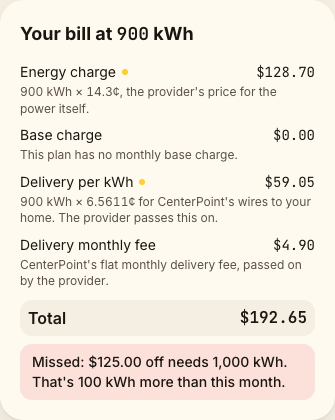 Your bill at 900 kWh
Energy charge $128.70
900 kWh × 14.3¢, the provider's price for the
power itself.
Base charge $0.00
This plan has no monthly base charge.
Delivery per kWh $59.05
900 kWh × 6.5611¢ for CenterPoint's wires to your
home. The provider passes this on.
Delivery monthly fee $4.90
CenterPoint's flat monthly delivery fee, passed on
by the provider.
Total $192.65
Missed: $125.00 off needs 1,000 kWh.
That's 100 kWh more than this month.